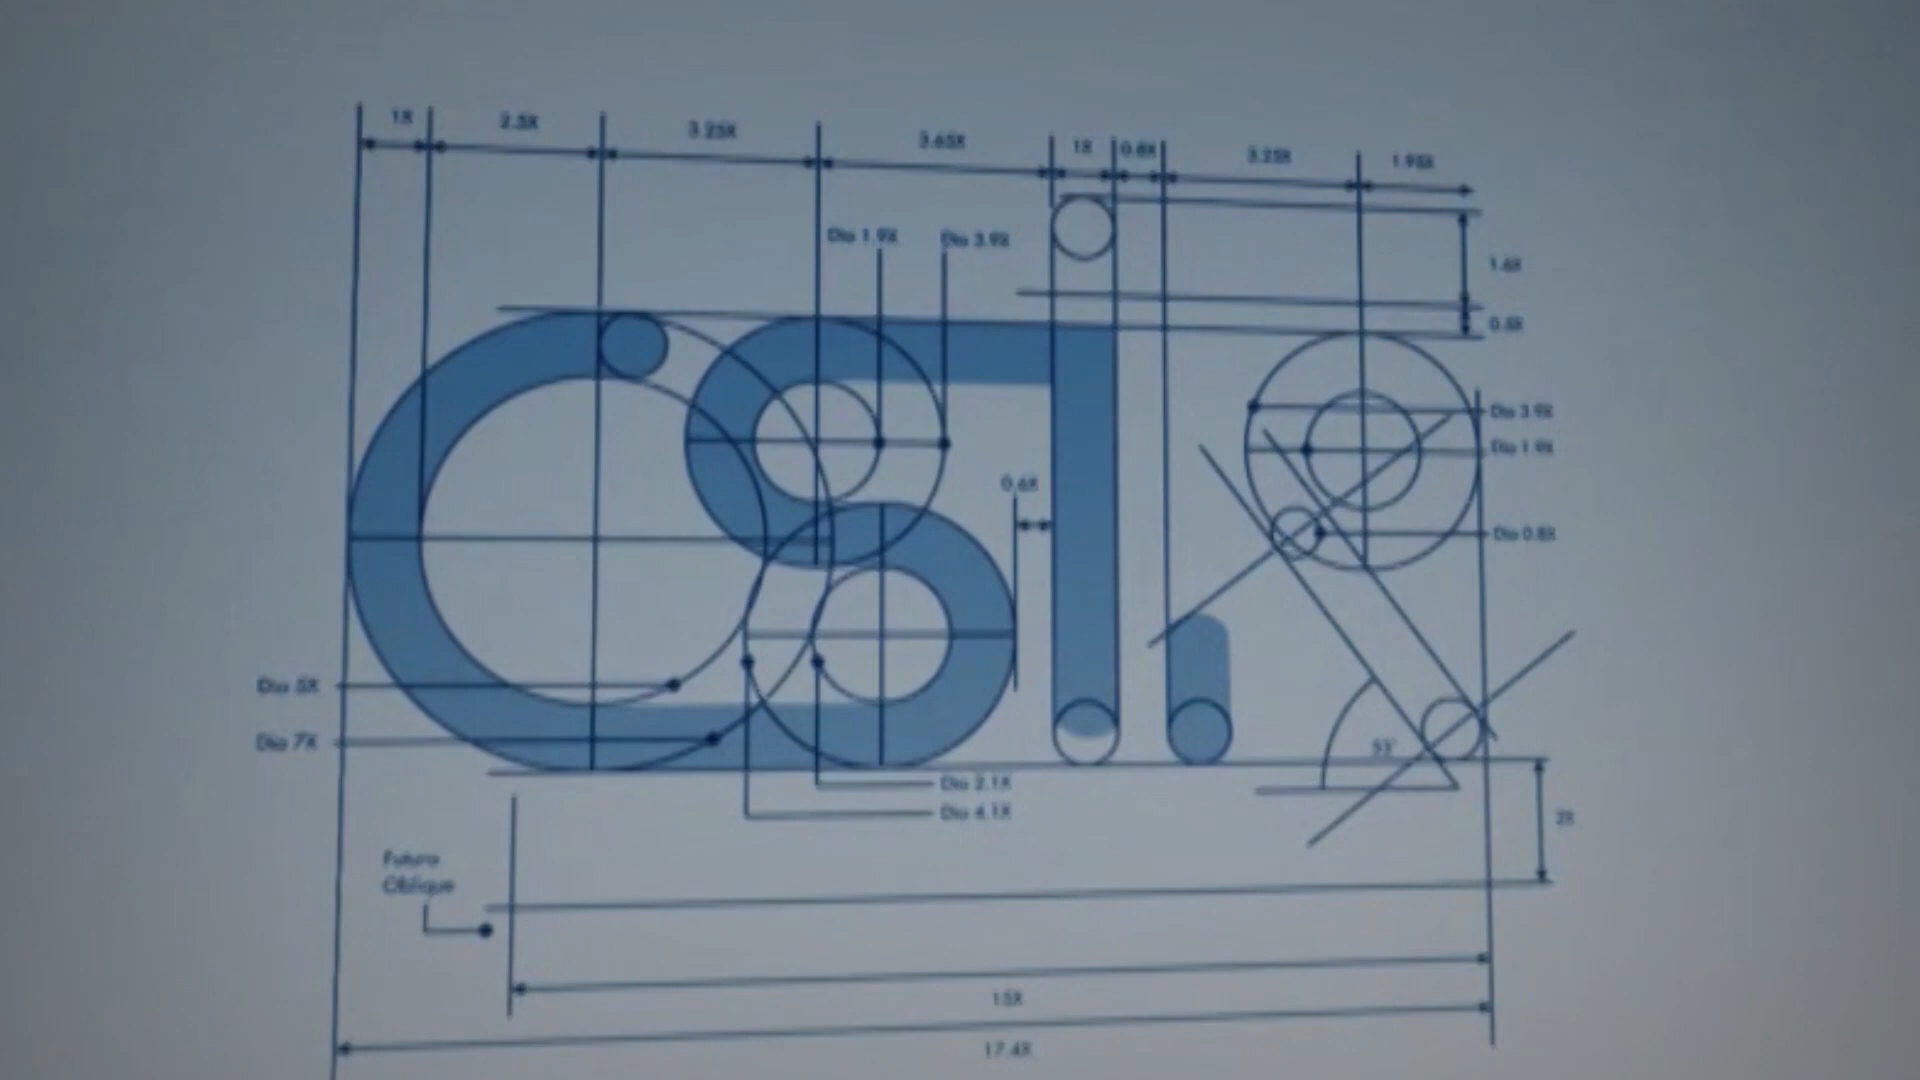 1X
2.5X
3.25X
3.65X
1X
0.8X
3.25X
1.95X
Dia 1.9X
Dia 3.9X
1.6X
0.5X
Dia 3.9X
Dia 1.9X
0.6X
Dia 0.8X
CSIR
Dia 5X
Dia 7X
53°
Dia 2.1X
Dia 4.1X
2X
Futura
Oblique
15X
17.4X